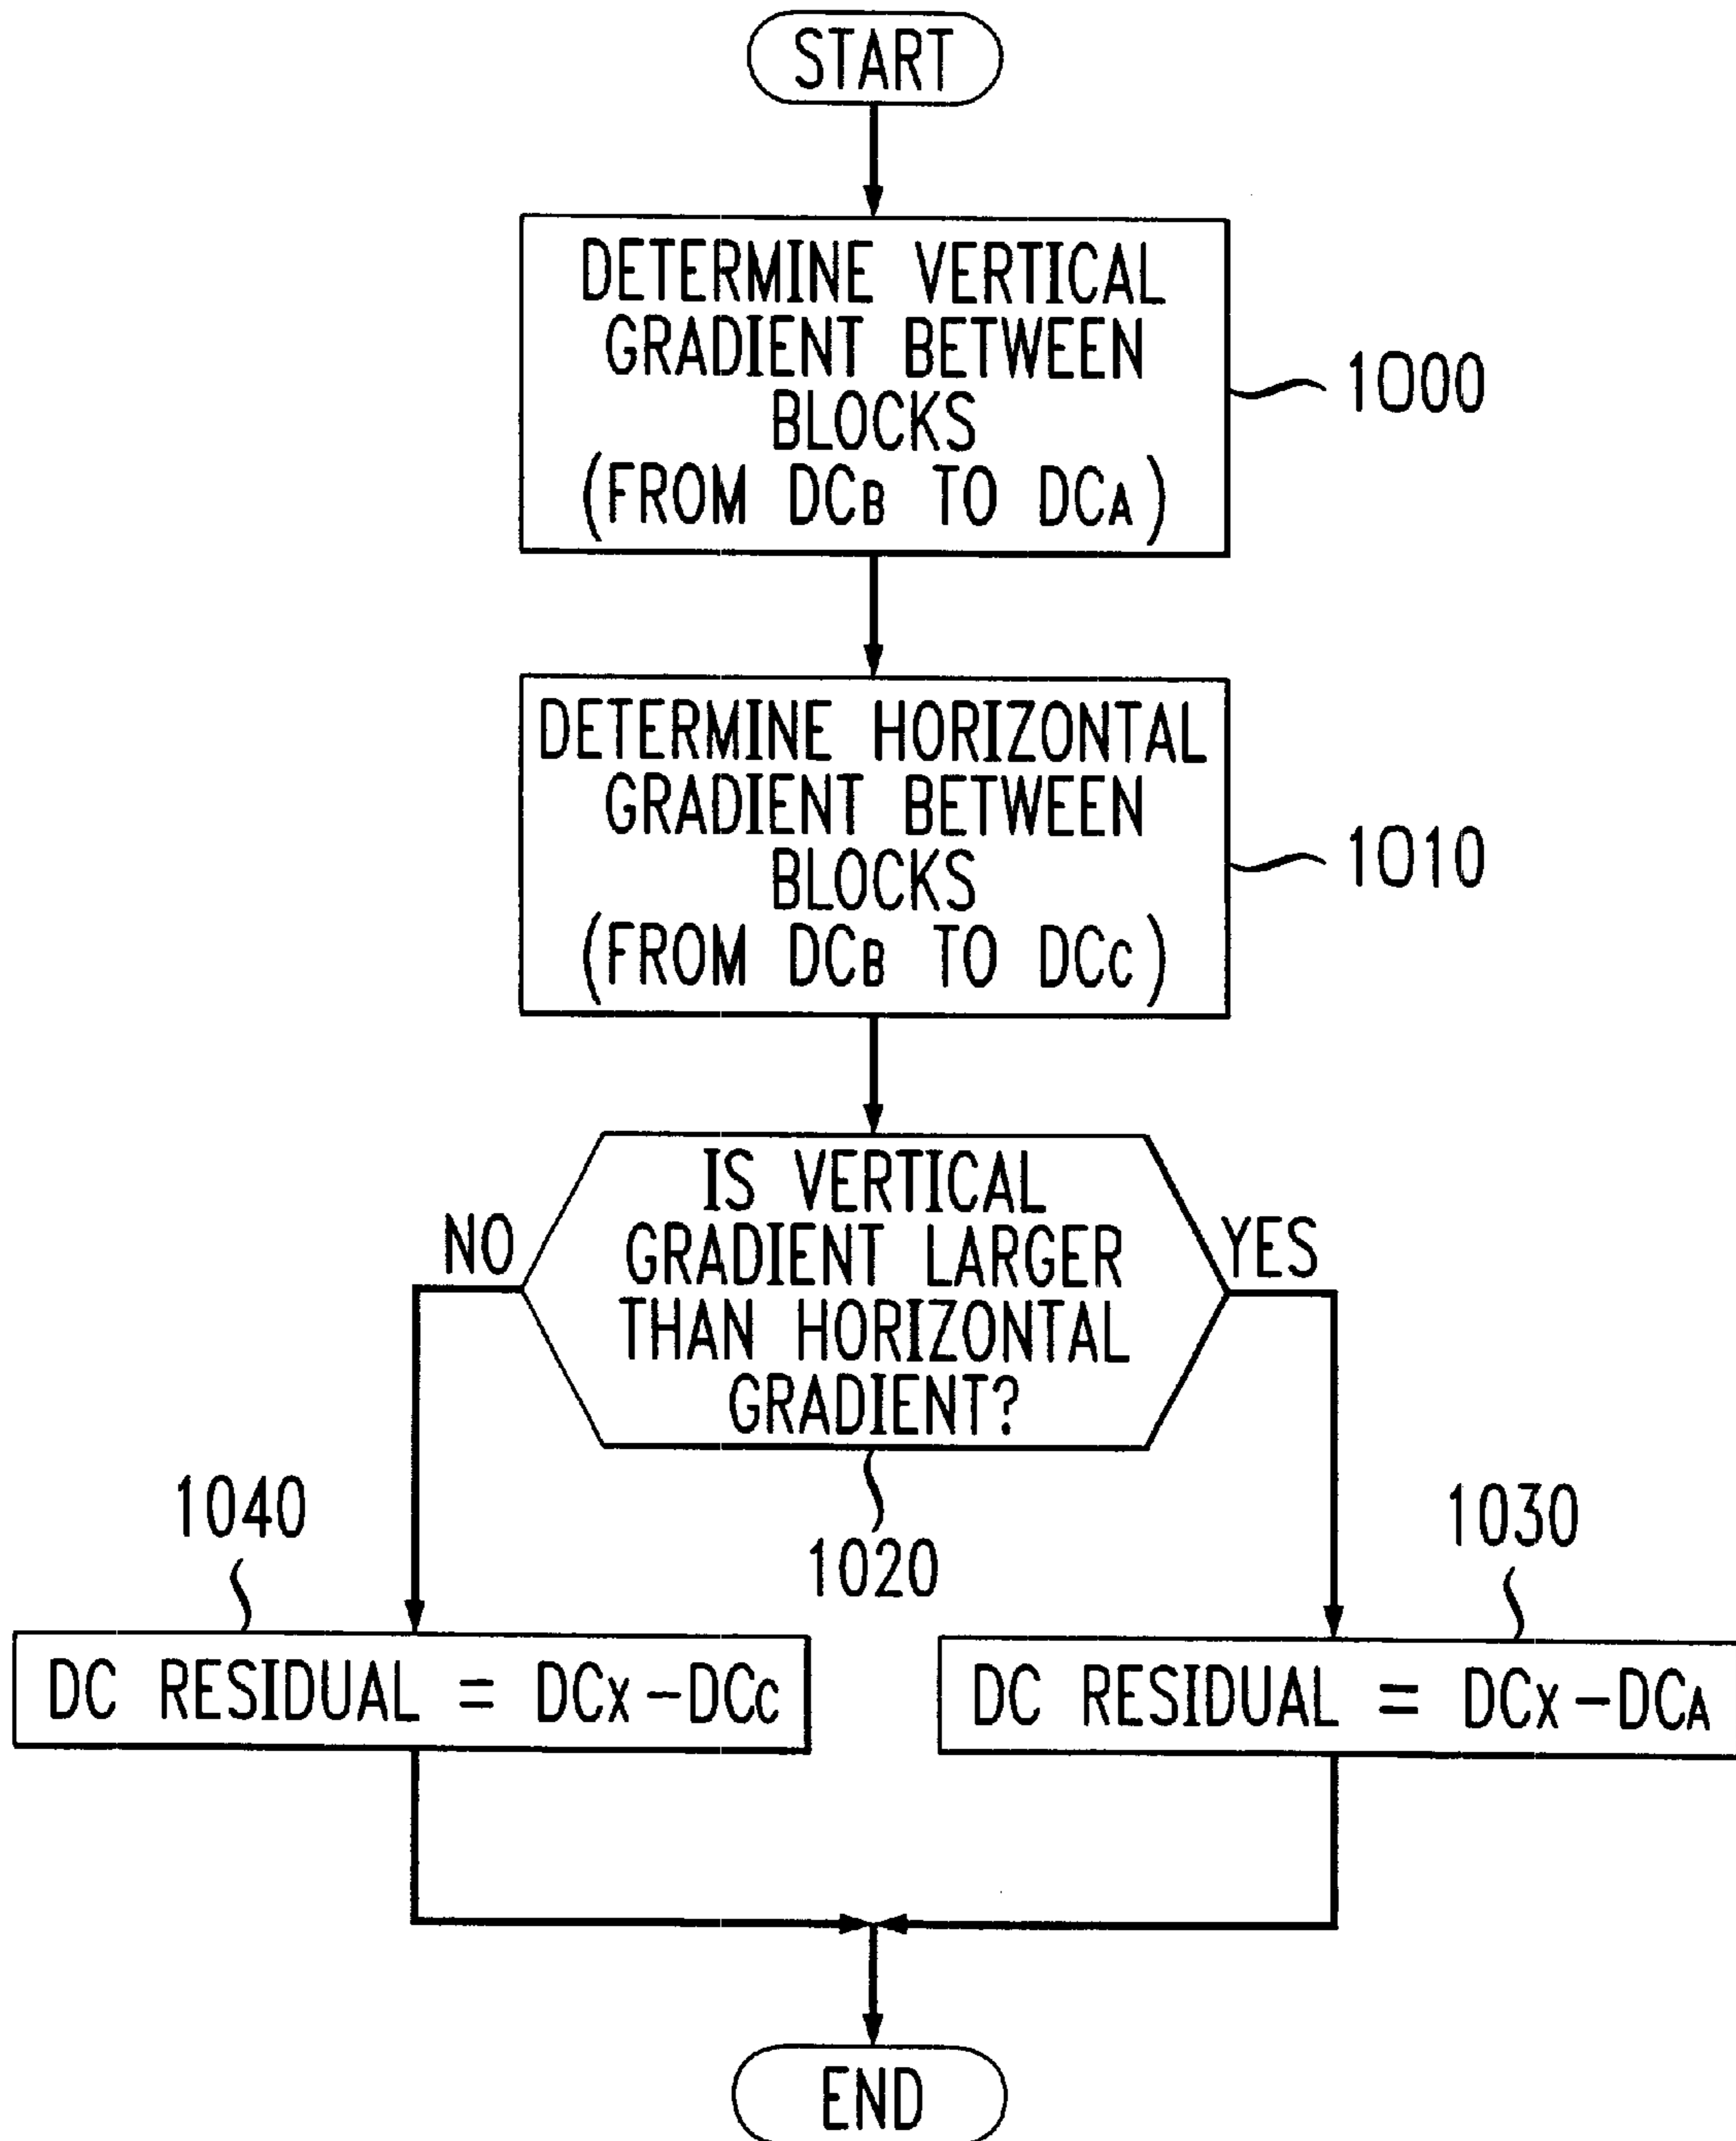 START
DETERMINE VERTICAL
GRADIENT BETWEEN
BLOCKS
(FROM DCB TO DCA)
1000
DETERMINE HORIZONTAL
GRADIENT BETWEEN
BLOCKS
(FROM DCB TO DCC)
1010
IS VERTICAL
GRADIENT LARGER
THAN HORIZONTAL
GRADIENT?
NO
YES
1020
1040
1030
DC RESIDUAL = DCX-DCC
DC RESIDUAL = DCX-DCA
END